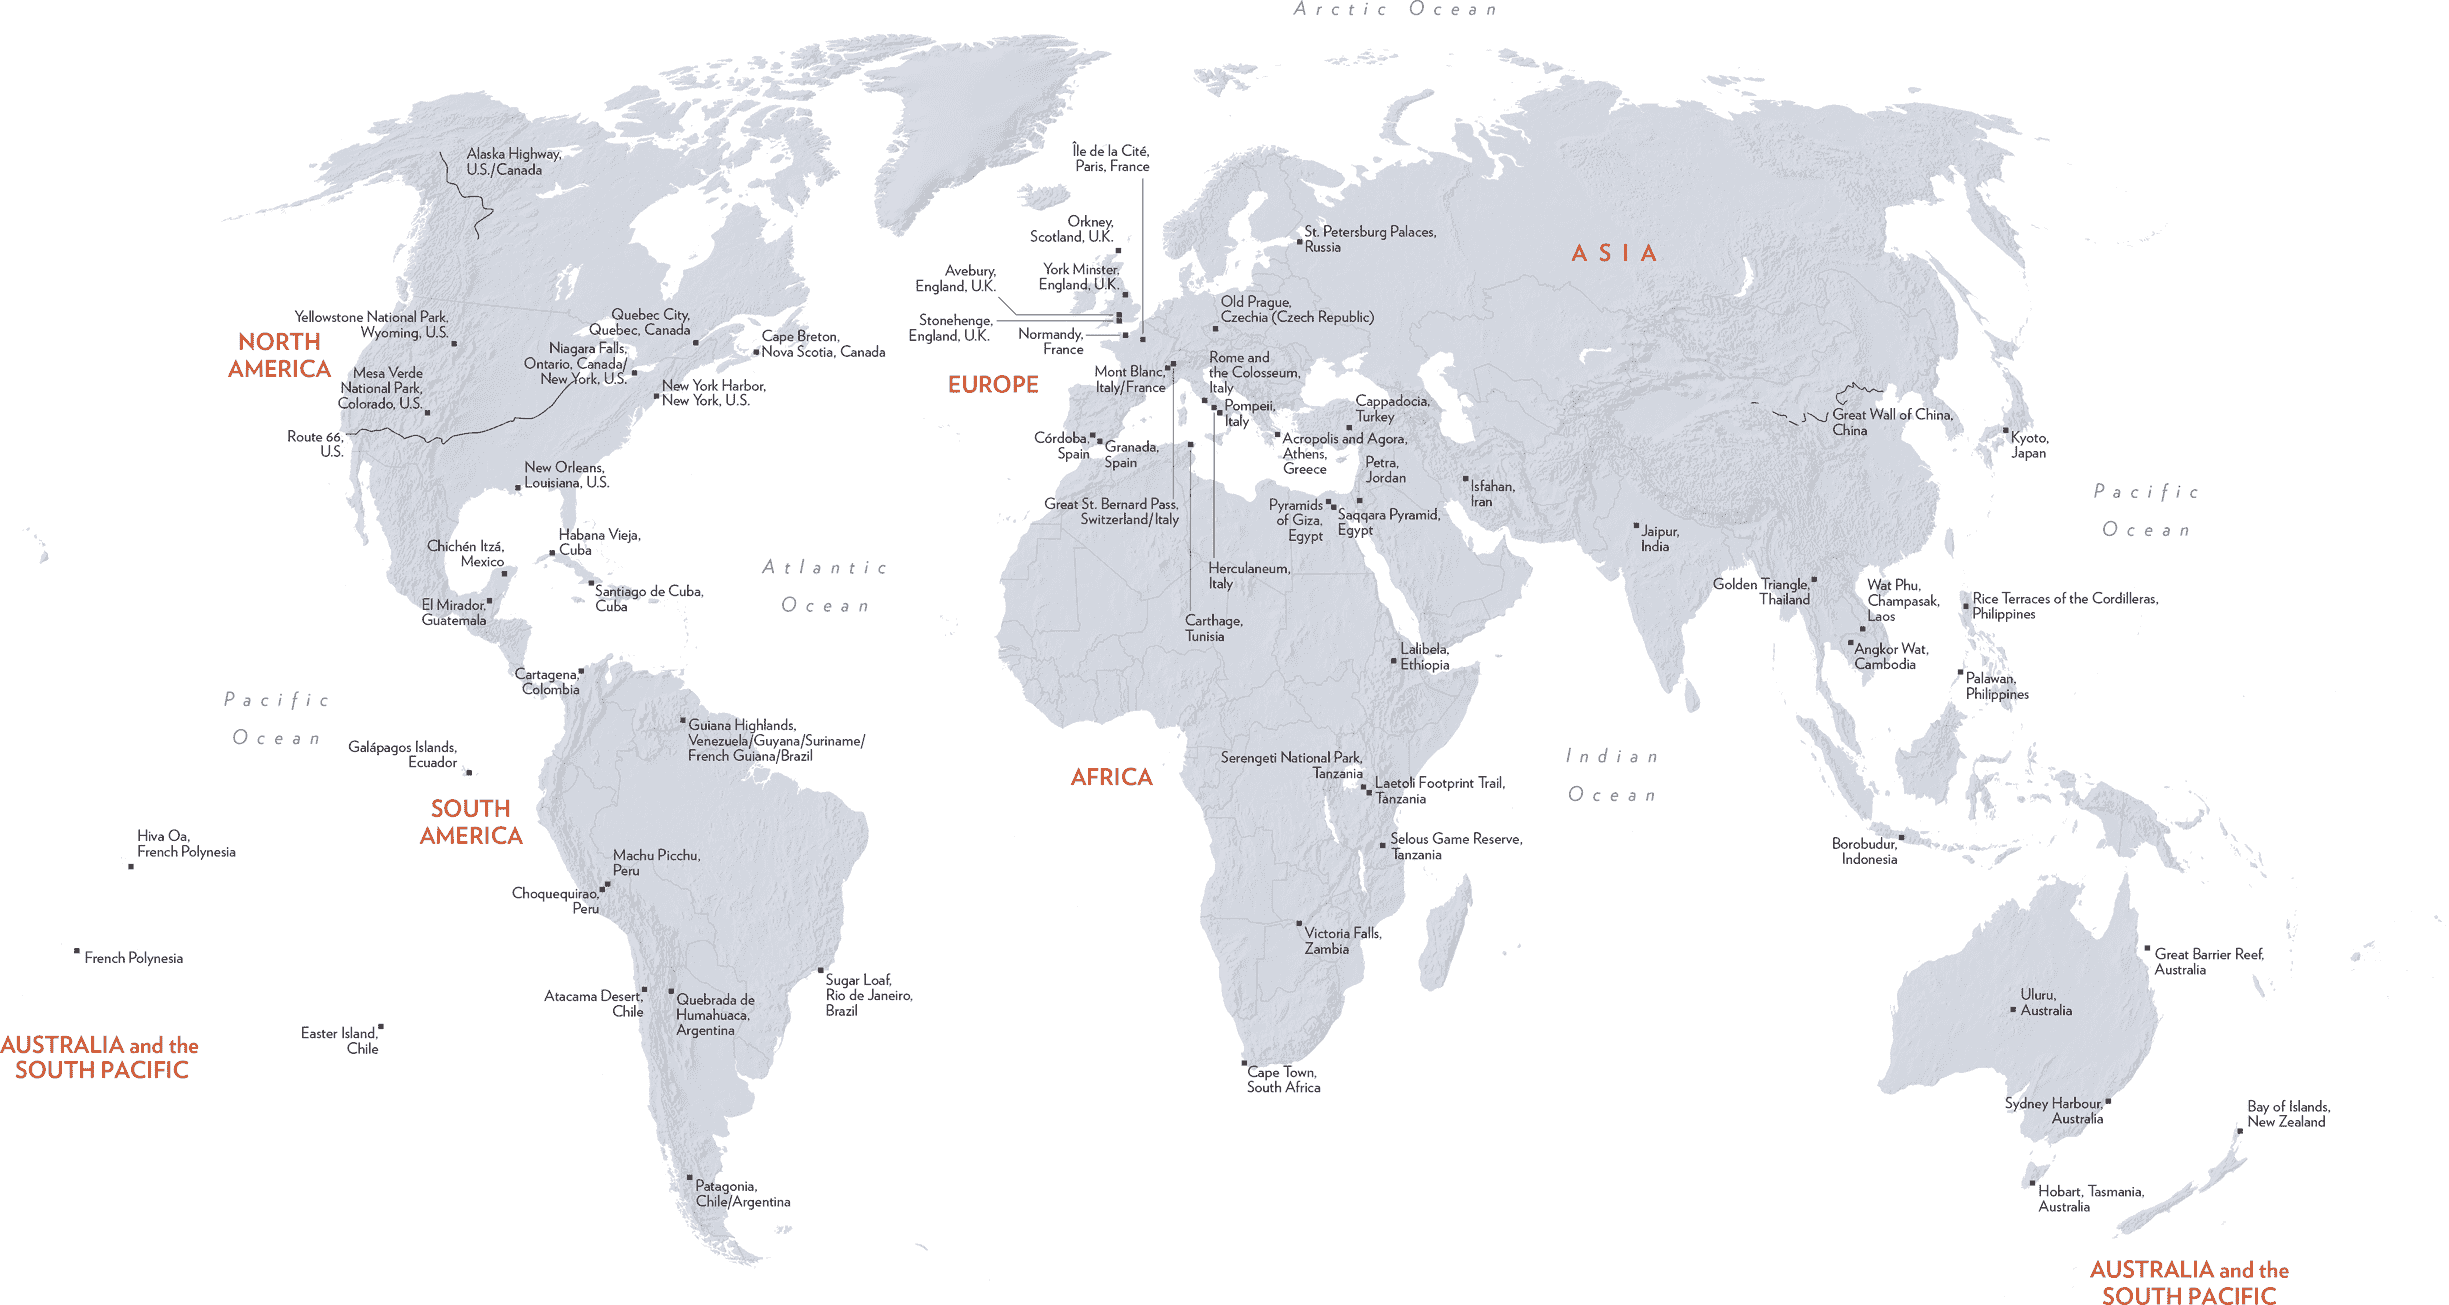 Arctic Ocean
Alaska Highway,
U.S./Canada
Île de la Cité,
Paris, France
Orkney,
Scotland, U.K.
St. Petersburg Palaces,
Russia
ASIA
Avebury,
England, U.K.
York Minster,
England, U.K.
Old Prague,
Czechia (Czech Republic)
Yellowstone National Park,
Wyoming, U.S.
Quebec City,
Quebec, Canada
NORTH
AMERICA
Niagara Falls,
Ontario, Canada/
New York, U.S.
Cape Breton,
Nova Scotia, Canada
Stonehenge,
England, U.K.
Normandy,
France
Mesa Verde
National Park,
Colorado, U.S.
New York Harbor,
New York, U.S.
EUROPE
Mont Blanc,
Italy/France
Rome and
the Colosseum,
Italy
Pompeii,
Italy
Cappadocia,
Turkey
Great Wall of China,
China
Kyoto,
Japan
Route 66,
U.S.
Córdoba,
Spain
Granada,
Spain
Acropolis and Agora,
Athens,
Greece
Petra,
Jordan
New Orleans,
Louisiana, U.S.
Isfahan,
Iran
Pacific
Ocean
Great St. Bernard Pass,
Switzerland/Italy
Pyramids
of Giza,
Egypt
Saqqara Pyramid,
Egypt
Jaipur,
India
Habana Vieja,
Cuba
Chichén Itzá,
Mexico
Atlantic
Ocean
Herculaneum,
Italy
Golden Triangle,
Thailand
Wat Phu,
Champasak,
Laos
Rice Terraces of the Cordilleras,
Philippines
Santiago de Cuba,
Cuba
El Mirador,
Guatemala
Carthage,
Tunisia
Lalibela,
Ethiopia
Angkor Wat,
Cambodia
Palawan,
Philippines
Cartagena,
Colombia
Pacific
Ocean
Guiana Highlands,
Venezuela/Guyana/Suriname/
French Guiana/Brazil
Galápagos Islands,
Ecuador
Serengeti National Park,
Tanzania
Indian
Ocean
AFRICA
Laetoli Footprint Trail,
Tanzania
SOUTH
AMERICA
Hiva Oa,
French Polynesia
Selous Game Reserve,
Tanzania
Borobudur,
Indonesia
Machu Picchu,
Peru
Choquequirao,
Peru
Victoria Falls,
Zambia
French Polynesia
Great Barrier Reef,
Australia
Sugar Loaf,
Rio de Janeiro,
Brazil
Atacama Desert,
Chile
Quebrada de
Humahuaca,
Argentina
Uluru,
Australia
Easter Island,
Chile
AUSTRALIA and the
SOUTH PACIFIC
Cape Town,
South Africa
Sydney Harbour,
Australia
Bay of Islands,
New Zealand
Patagonia,
Chile/Argentina
Hobart, Tasmania,
Australia
AUSTRALIA and the
SOUTH PACIFIC